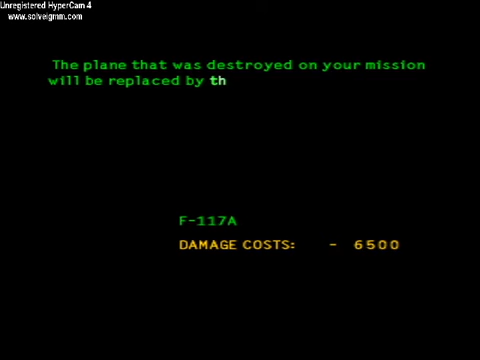 Unregistered HyperCam 4
www.solveigmm.com
The plane that was destroyed on your mission
will be replaced by th
F-117A
DAMAGE COSTS: - 6500